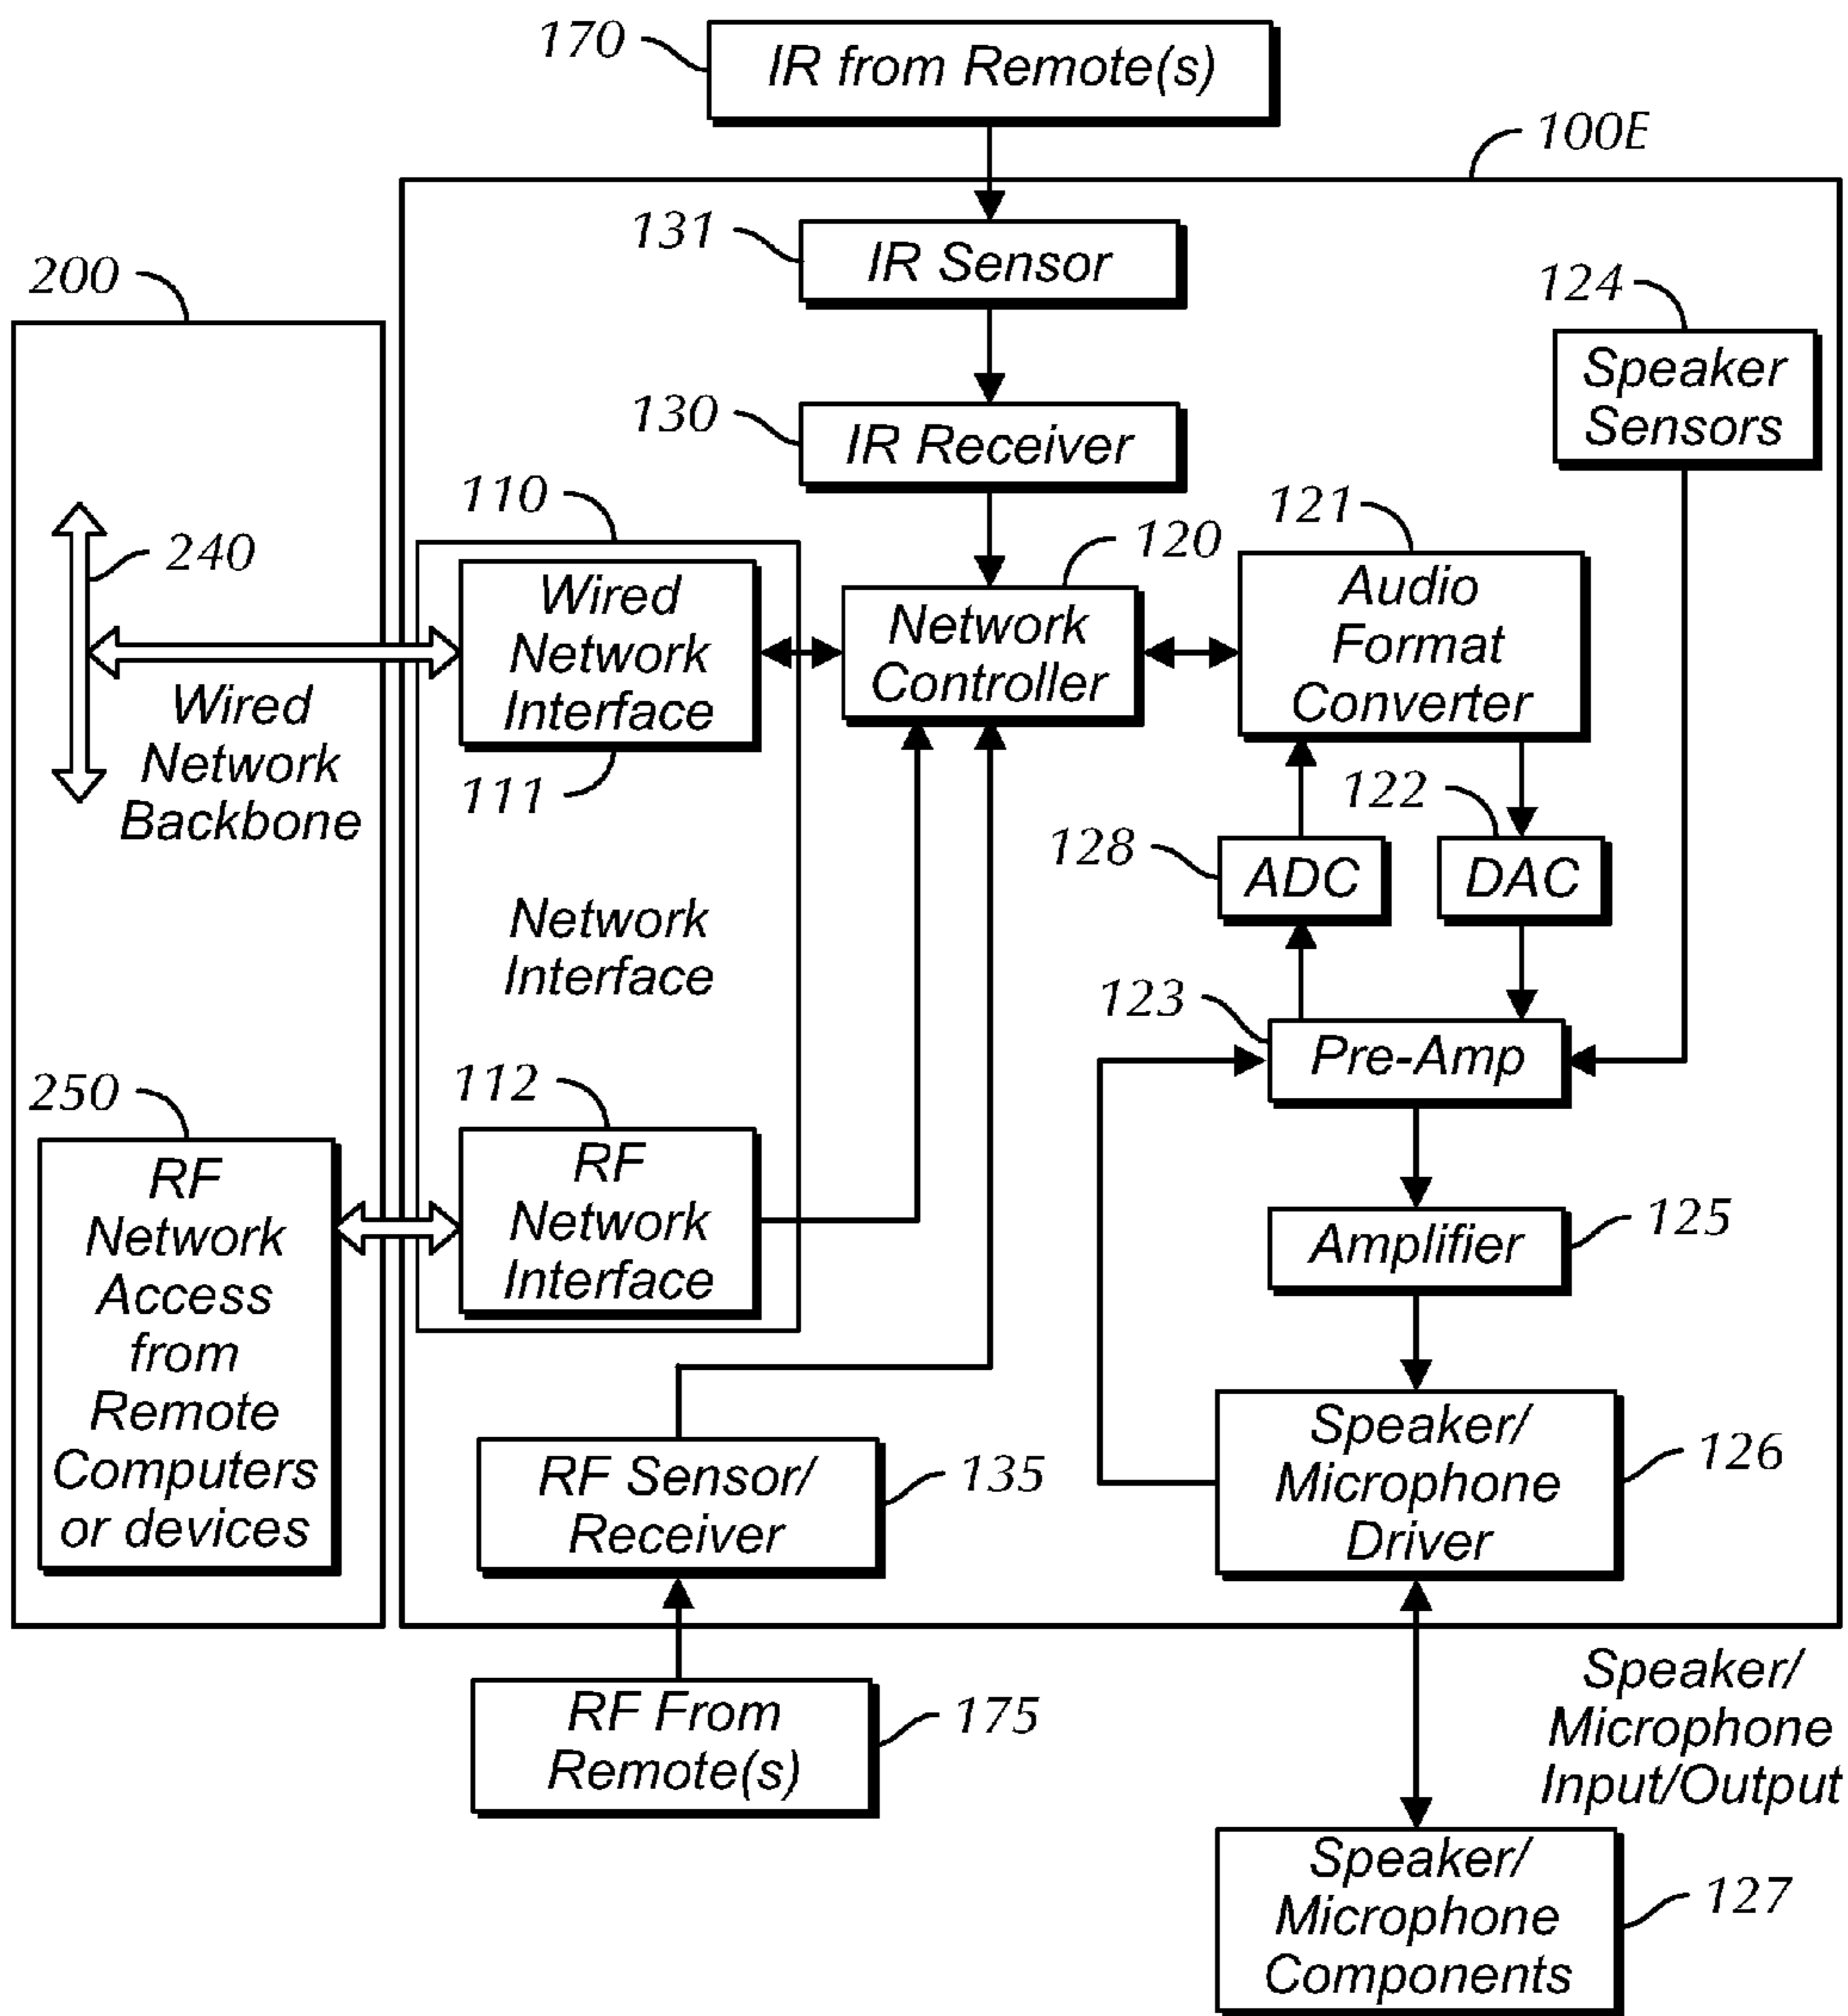 170
IR from Remote(s)
100E
131
IR Sensor
200
124
Speaker
Sensors
130
IR Receiver
110
121
240
120
Wired
Network
Interface
Network
Controller
Audio
Format
Converter
Wired
Network
Backbone
111
122
128
ADC
DAC
Network
Interface
123
Pre-Amp
250
112
RF
Network
Access
from
Remote
Computers
or devices
RF
Network
Interface
Amplifier
125
RF Sensor/
Receiver
135
Speaker/
Microphone
Driver
126
RF From
Remote(s)
175
Speaker/
Microphone
Input/Output
Speaker/
Microphone
Components
127